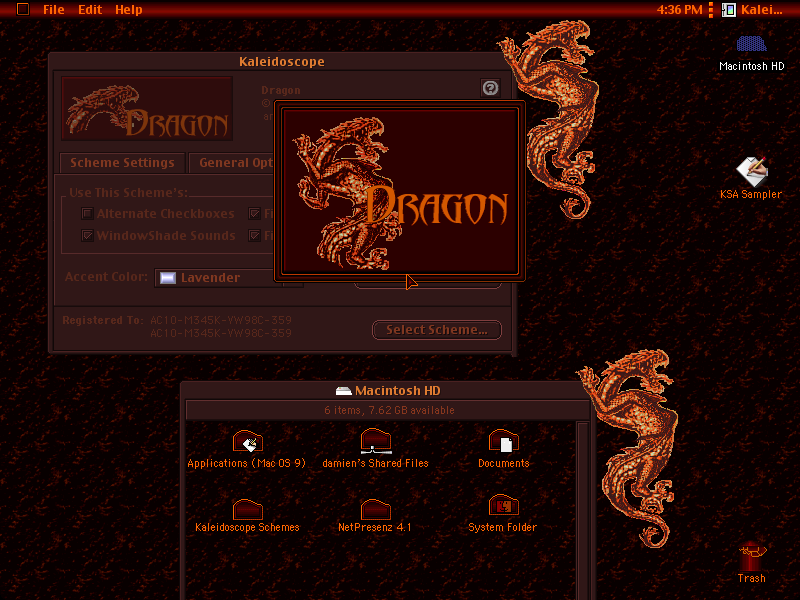 File Edit Help
4:36 PM
Kalei...
Macintosh HD
KSA Sampler
Trash
Kaleidoscope
DRAGON
Dragon
©
Scheme Settings
General Opt
Use This Scheme's:
Alternate Checkboxes
WindowShade Sounds
Accent Color:
Lavender
Registered To: AC10-M345K-YW98C-359
AC10-M345K-YW98C-359
Select Scheme...
DRAGON
Macintosh HD
6 items, 7.62 GB available
Applications (Mac OS 9)
damien's Shared Files
Documents
Kaleidoscope Schemes
NetPresenz 4.1
System Folder